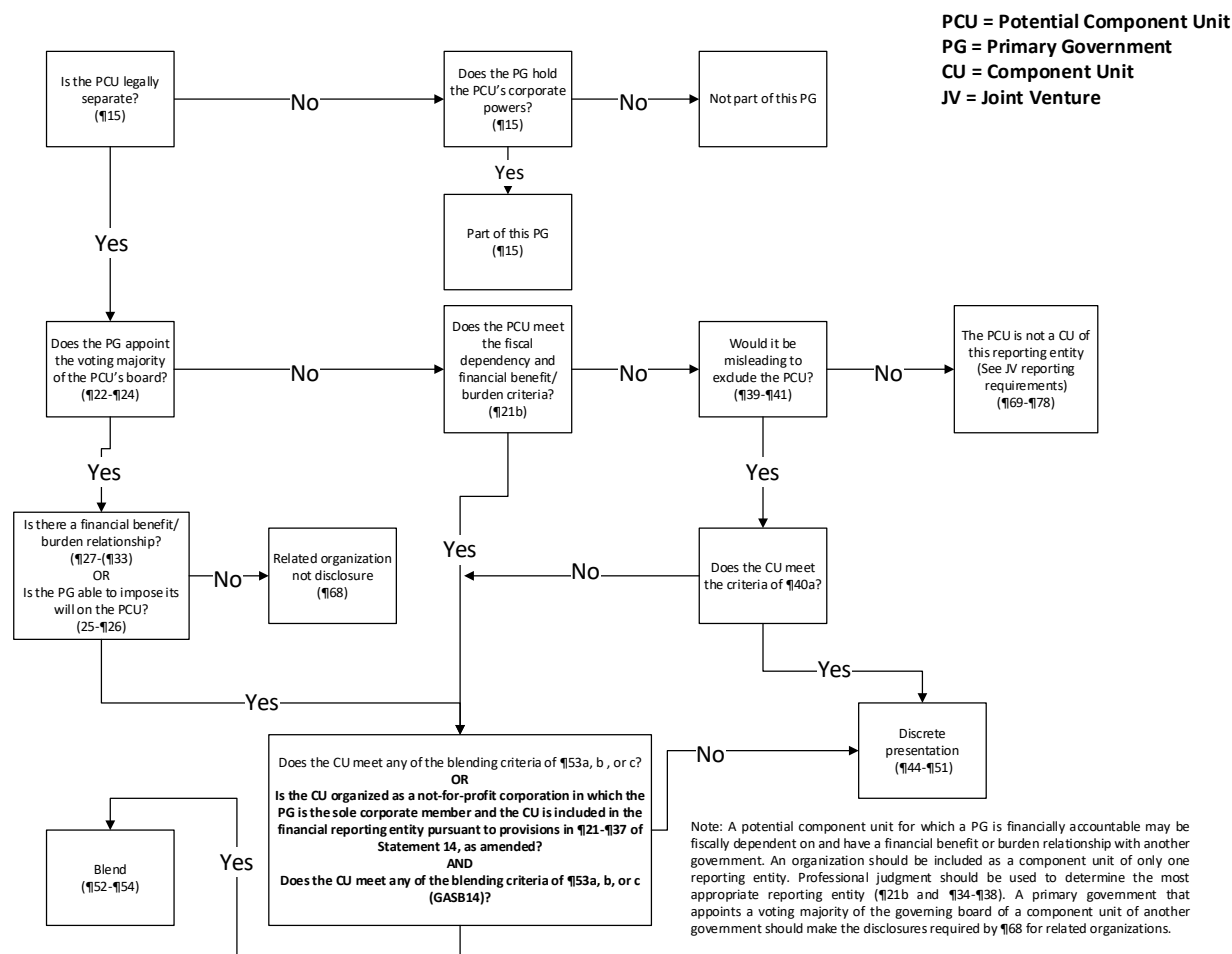 PCU = Potential Component Unit
PG = Primary Government
CU = Component Unit
JV = Joint Venture
Is the PCU legally
separate?
(¶15)
No
Does the PG hold
the PCU's corporate
powers?
(¶15)
No
Not part of this PG
Yes
Part of this PG
(¶15)
Yes
Does the PG appoint
the voting majority
of the PCU's board?
(¶22-¶24)
No
Does the PCU meet
the fiscal
dependency and
financial benefit/
burden criteria?
(¶21b)
No
Would it be
misleading to
exclude the PCU?
(¶39-¶41)
No
The PCU is not a CU of
this reporting entity
(See JV reporting
requirements)
(¶69-¶78)
Yes
Yes
Is there a financial benefit/
burden relationship?
(¶27-(¶33)
OR
Is the PG able to impose its
will on the PCU?
(25-¶26)
No
Related organization
not disclosure
(¶68)
Yes
No
Does the CU meet
the criteria of ¶40a?
Yes
Yes
Does the CU meet any of the blending criteria of ¶53a, b , or c?
OR
Is the CU organized as a not-for-profit corporation in which the
PG is the sole corporate member and the CU is included in the
financial reporting entity pursuant to provisions in ¶21-¶37 of
Statement 14, as amended?
AND
Does the CU meet any of the blending criteria of ¶53a, b, or c
(GASB14)?
No
Discrete
presentation
(¶44-¶51)
Blend
(¶52-¶54)
Yes
Note: A potential component unit for which a PG is financially accountable may be
fiscally dependent on and have a financial benefit or burden relationship with another
government. An organization should be included as a component unit of only one
reporting entity. Professional judgment should be used to determine the most
appropriate reporting entity (¶21b and ¶34-¶38). A primary government that
appoints a voting majority of the governing board of a component unit of another
government should make the disclosures required by ¶68 for related organizations.